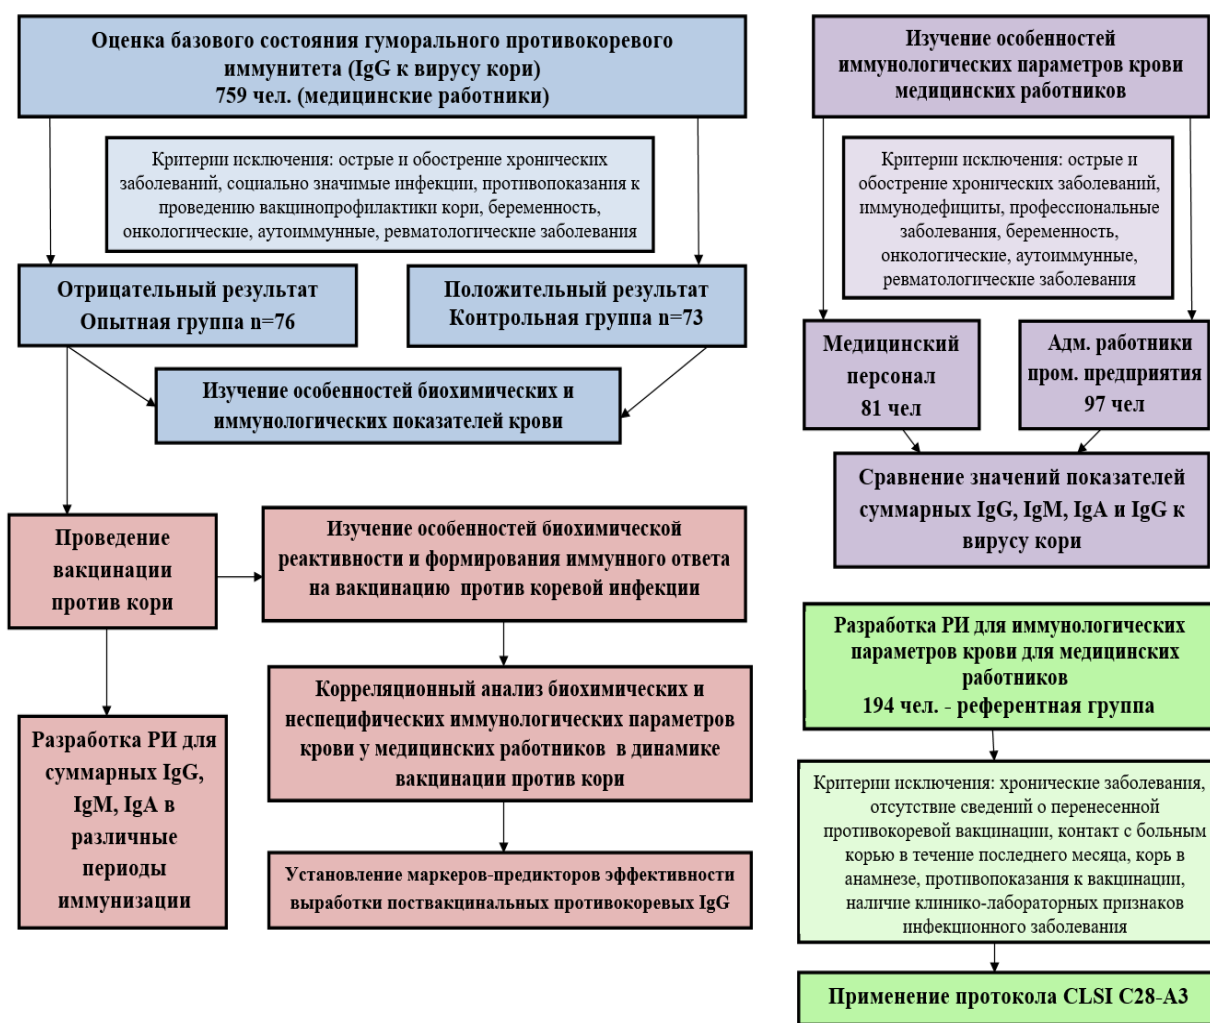 Оценка базового состояния гуморального противокоревого
иммунитета (IgG к вирусу кори)
759 чел. (медицинские работники)
Критерии исключения: острые и обострение хронических
заболеваний, социально значимые инфекции, противопоказания к
проведению вакцинопрофилактики кори, беременность,
онкологические, аутоиммунные, ревматологические заболевания
Отрицательный результат
Опытная группа n=76
Положительный результат
Контрольная группа n=73
Изучение особенностей биохимических и
иммунологических показателей крови
Проведение
вакцинации
против кори
Изучение особенностей биохимической
реактивности и формирования иммунного ответа
на вакцинацию против коревой инфекции
Разработка РИ для
суммарных IgG,
IgM, IgA в
различные
периоды
иммунизации
Корреляционный анализ биохимических и
неспецифических иммунологических параметров
крови у медицинских работников в динамике
вакцинации против кори
Установление маркеров-предикторов эффективности
выработки поствакцинальных противокоревых IgG
Изучение особенностей
иммунологических параметров крови
медицинских работников
Критерии исключения: острые и
обострение хронических заболеваний,
иммунодефициты, профессиональные
заболевания, беременность,
онкологические, аутоиммунные,
ревматологические заболевания
Медицинский
персонал
81 чел
Адм. работники
пром. предприятия
97 чел
Сравнение значений показателей
суммарных IgG, IgM, IgA и IgG к
вирусу кори
Разработка РИ для иммунологических
параметров крови для медицинских
работников
194 чел. - референтная группа
Критерии исключения: хронические заболевания,
отсутствие сведений о перенесенной
противокоревой вакцинации, контакт с больным
корью в течение последнего месяца, корь в
анамнезе, противопоказания к вакцинации,
наличие клинико-лабораторных признаков
инфекционного заболевания
Применение протокола CLSI C28-A3